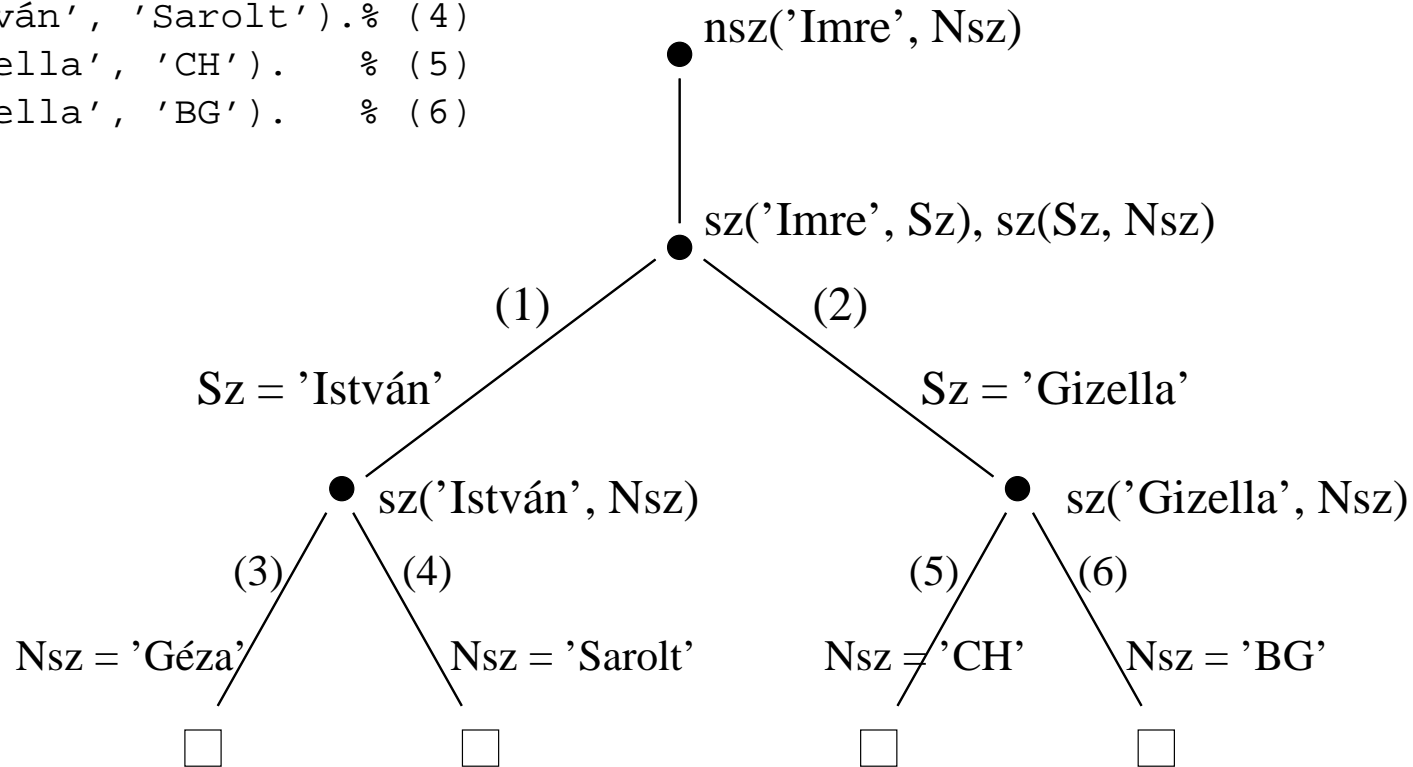 ván', 'Sarolt').% (4)
ella', 'CH'). % (5)
ella', 'BG'). % (6)
nsz('Imre', Nsz)
sz('Imre', Sz), sz(Sz, Nsz)
(1)
(2)
Sz = ’István’
Sz = ’Gizella’
sz(’István’, Nsz)
sz(’Gizella’, Nsz)
(3)
(4)
(5)
(6)
Nsz = ’Géza’
Nsz = ’Sarolt’
Nsz = ’CH’
Nsz = ’BG’